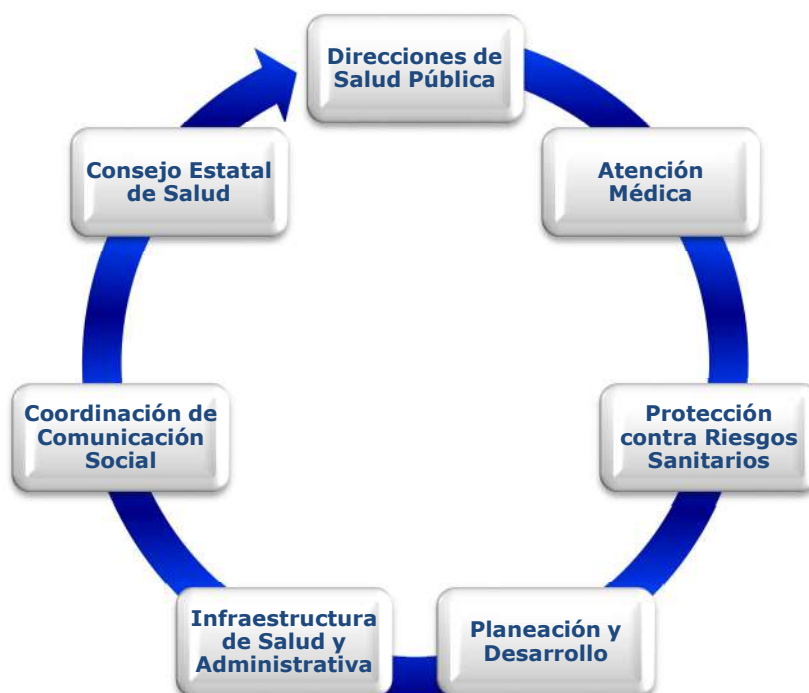 Direcciones de
Salud Pública
Atención
Médica
Protección
contra Riesgos
Sanitarios
Planeación y
Desarrollo
Infraestructura
de Salud y
Administrativa
Coordinación de
Comunicación
Social
Consejo Estatal
de Salud